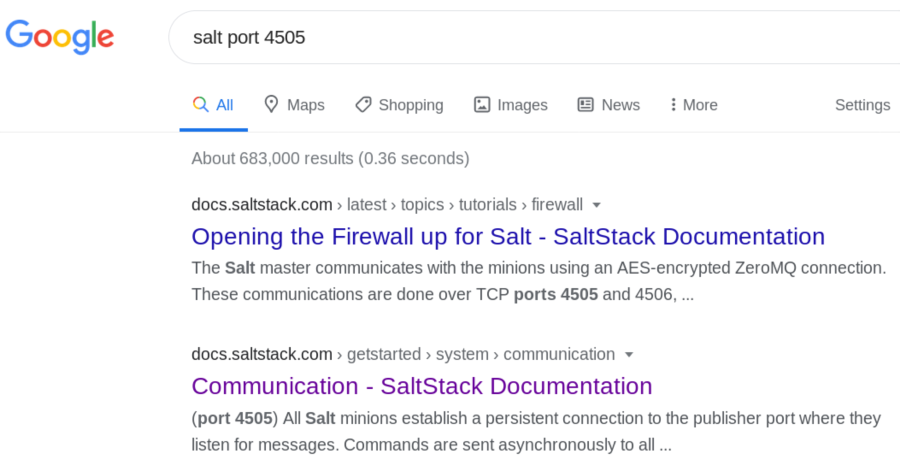 Google
salt port 4505
All Maps Shopping Images News More Settings
About 683,000 results (0.36 seconds)
docs.saltstack.com › latest › topics › tutorials › firewall
Opening the Firewall up for Salt - SaltStack Documentation
The Salt master communicates with the minions using an AES-encrypted ZeroMQ connection.
These communications are done over TCP ports 4505 and 4506, ...
docs.saltstack.com › getstarted › system › communication
Communication - SaltStack Documentation
(port 4505) All Salt minions establish a persistent connection to the publisher port where they
listen for messages. Commands are sent asynchronously to all ...